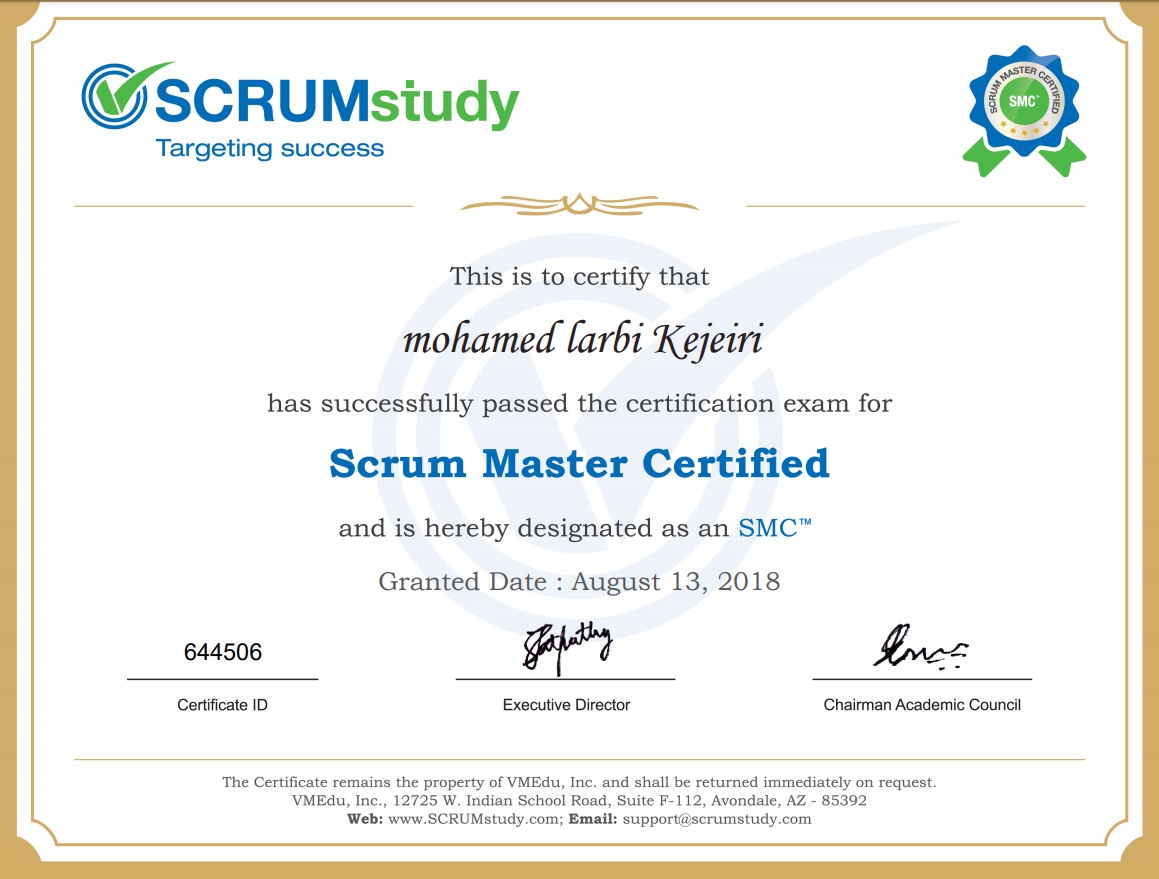 SCRUMstudy
Targeting success
SCRUM MASTER CERTIFIED
SMC™
This is to certify that
mohamed larbi Kejeiri
has successfully passed the certification exam for
Scrum Master Certified
and is hereby designated as an SMC™
Granted Date : August 13, 2018
644506
Certificate ID
Executive Director
Chairman Academic Council
The Certificate remains the property of VMEdu, Inc. and shall be returned immediately on request.
VMEdu, Inc., 12725 W. Indian School Road, Suite F-112, Avondale, AZ - 85392
Web: www.SCRUMstudy.com; Email: support@scrumstudy.com